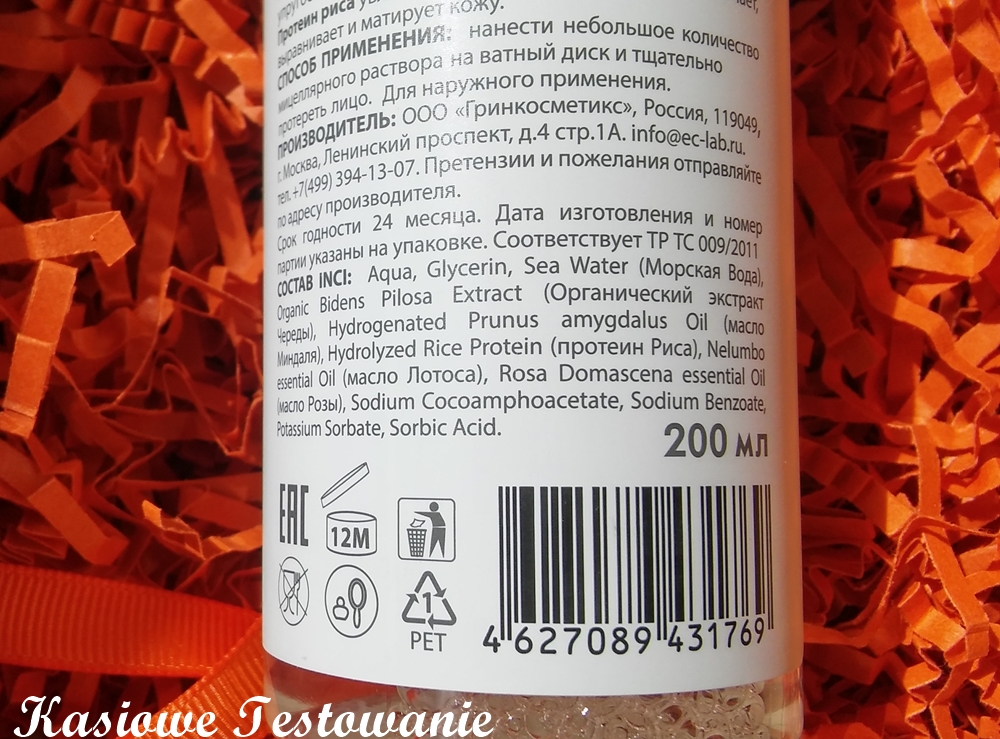 Протеин риса
выравнивает и матирует кожу.
СПОСОБ ПРИМЕНЕНИЯ: нанести небольшое количество
мицеллярного раствора на ватный диск и тщательно
протереть лицо. Для наружного применения.
ПРОИЗВОДИТЕЛЬ: ООО «Гринкосметикс», Россия, 119049,
г. Москва, Ленинский проспект, д.4 стр.1А. info@ec-lab.ru.
тел. +7(499) 394-13-07. Претензии и пожелания отправляйте
по адресу производителя.
Срок годности 24 месяца. Дата изготовления и номер
партии указаны на упаковке. Соответствует ТР ТС 009/2011
СОСТАВ INCI: Aqua, Glycerin, Sea Water (Морская Вода),
Organic Bidens Pilosa Extract (Органический экстракт
Череды), Hydrogenated Prunus amygdalus Oil (масло
Миндаля), Hydrolyzed Rice Protein (протеин Риса), Nelumbo
essential Oil (масло Лотоса), Rosa Domascena essential Oil
(масло Розы), Sodium Cocoamphoacetate, Sodium Benzoate,
Potassium Sorbate, Sorbic Acid.
200 мл
EAC
12M
1
PET
4 627089 431769
Kasiowe Testowanie